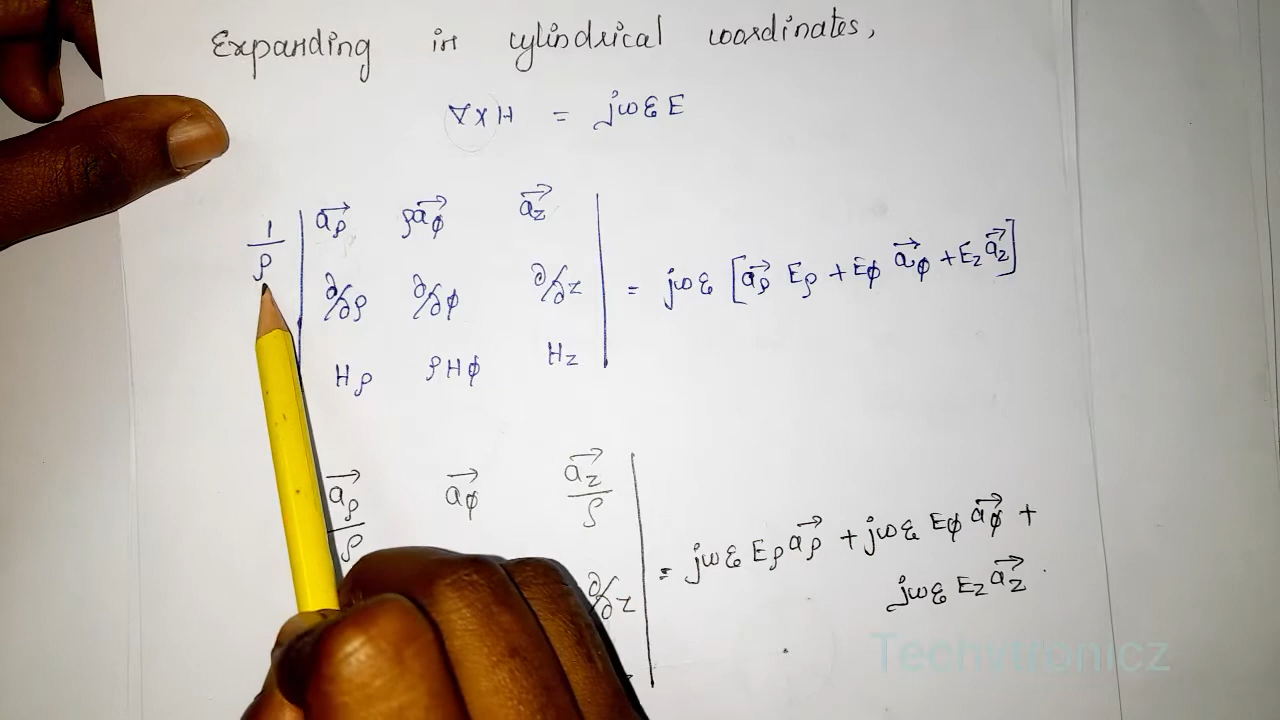 Expanding in cylindrical coordinates,
∇×H = jωε E
1/ρ | a⃗ρ ρa⃗ϕ a⃗z
∂/∂ρ ∂/∂ϕ ∂/∂z
Hρ ρHϕ Hz | = jωε [a⃗ρ Eρ + Eϕ a⃗ϕ + Ez a⃗z]
a⃗ρ/ρ a⃗ϕ a⃗z/ρ
∂/∂z | = jωε Eρ a⃗ρ + jωε Eϕ a⃗ϕ +
jωε Ez a⃗z
Techvtronicz